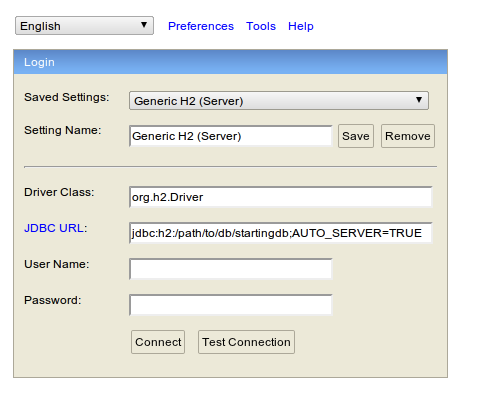 English Preferences Tools Help
Login
Saved Settings: Generic H2 (Server)
Setting Name: Generic H2 (Server) Save Remove
Driver Class: org.h2.Driver
JDBC URL: jdbc:h2:/path/to/db/startingdb;AUTO_SERVER=TRUE
User Name:
Password:
Connect Test Connection